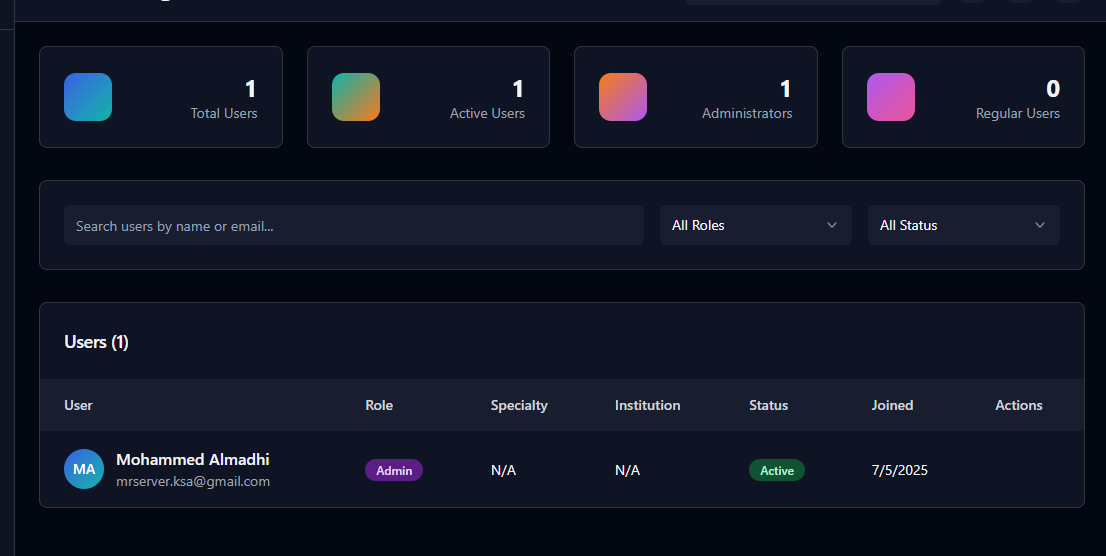 1
Total Users
1
Active Users
1
Administrators
0
Regular Users
Search users by name or email...
All Roles
All Status
Users (1)
User Role Specialty Institution Status Joined Actions
MA Mohammed Almadhi Admin N/A N/A Active 7/5/2025
mrserver.ksa@gmail.com